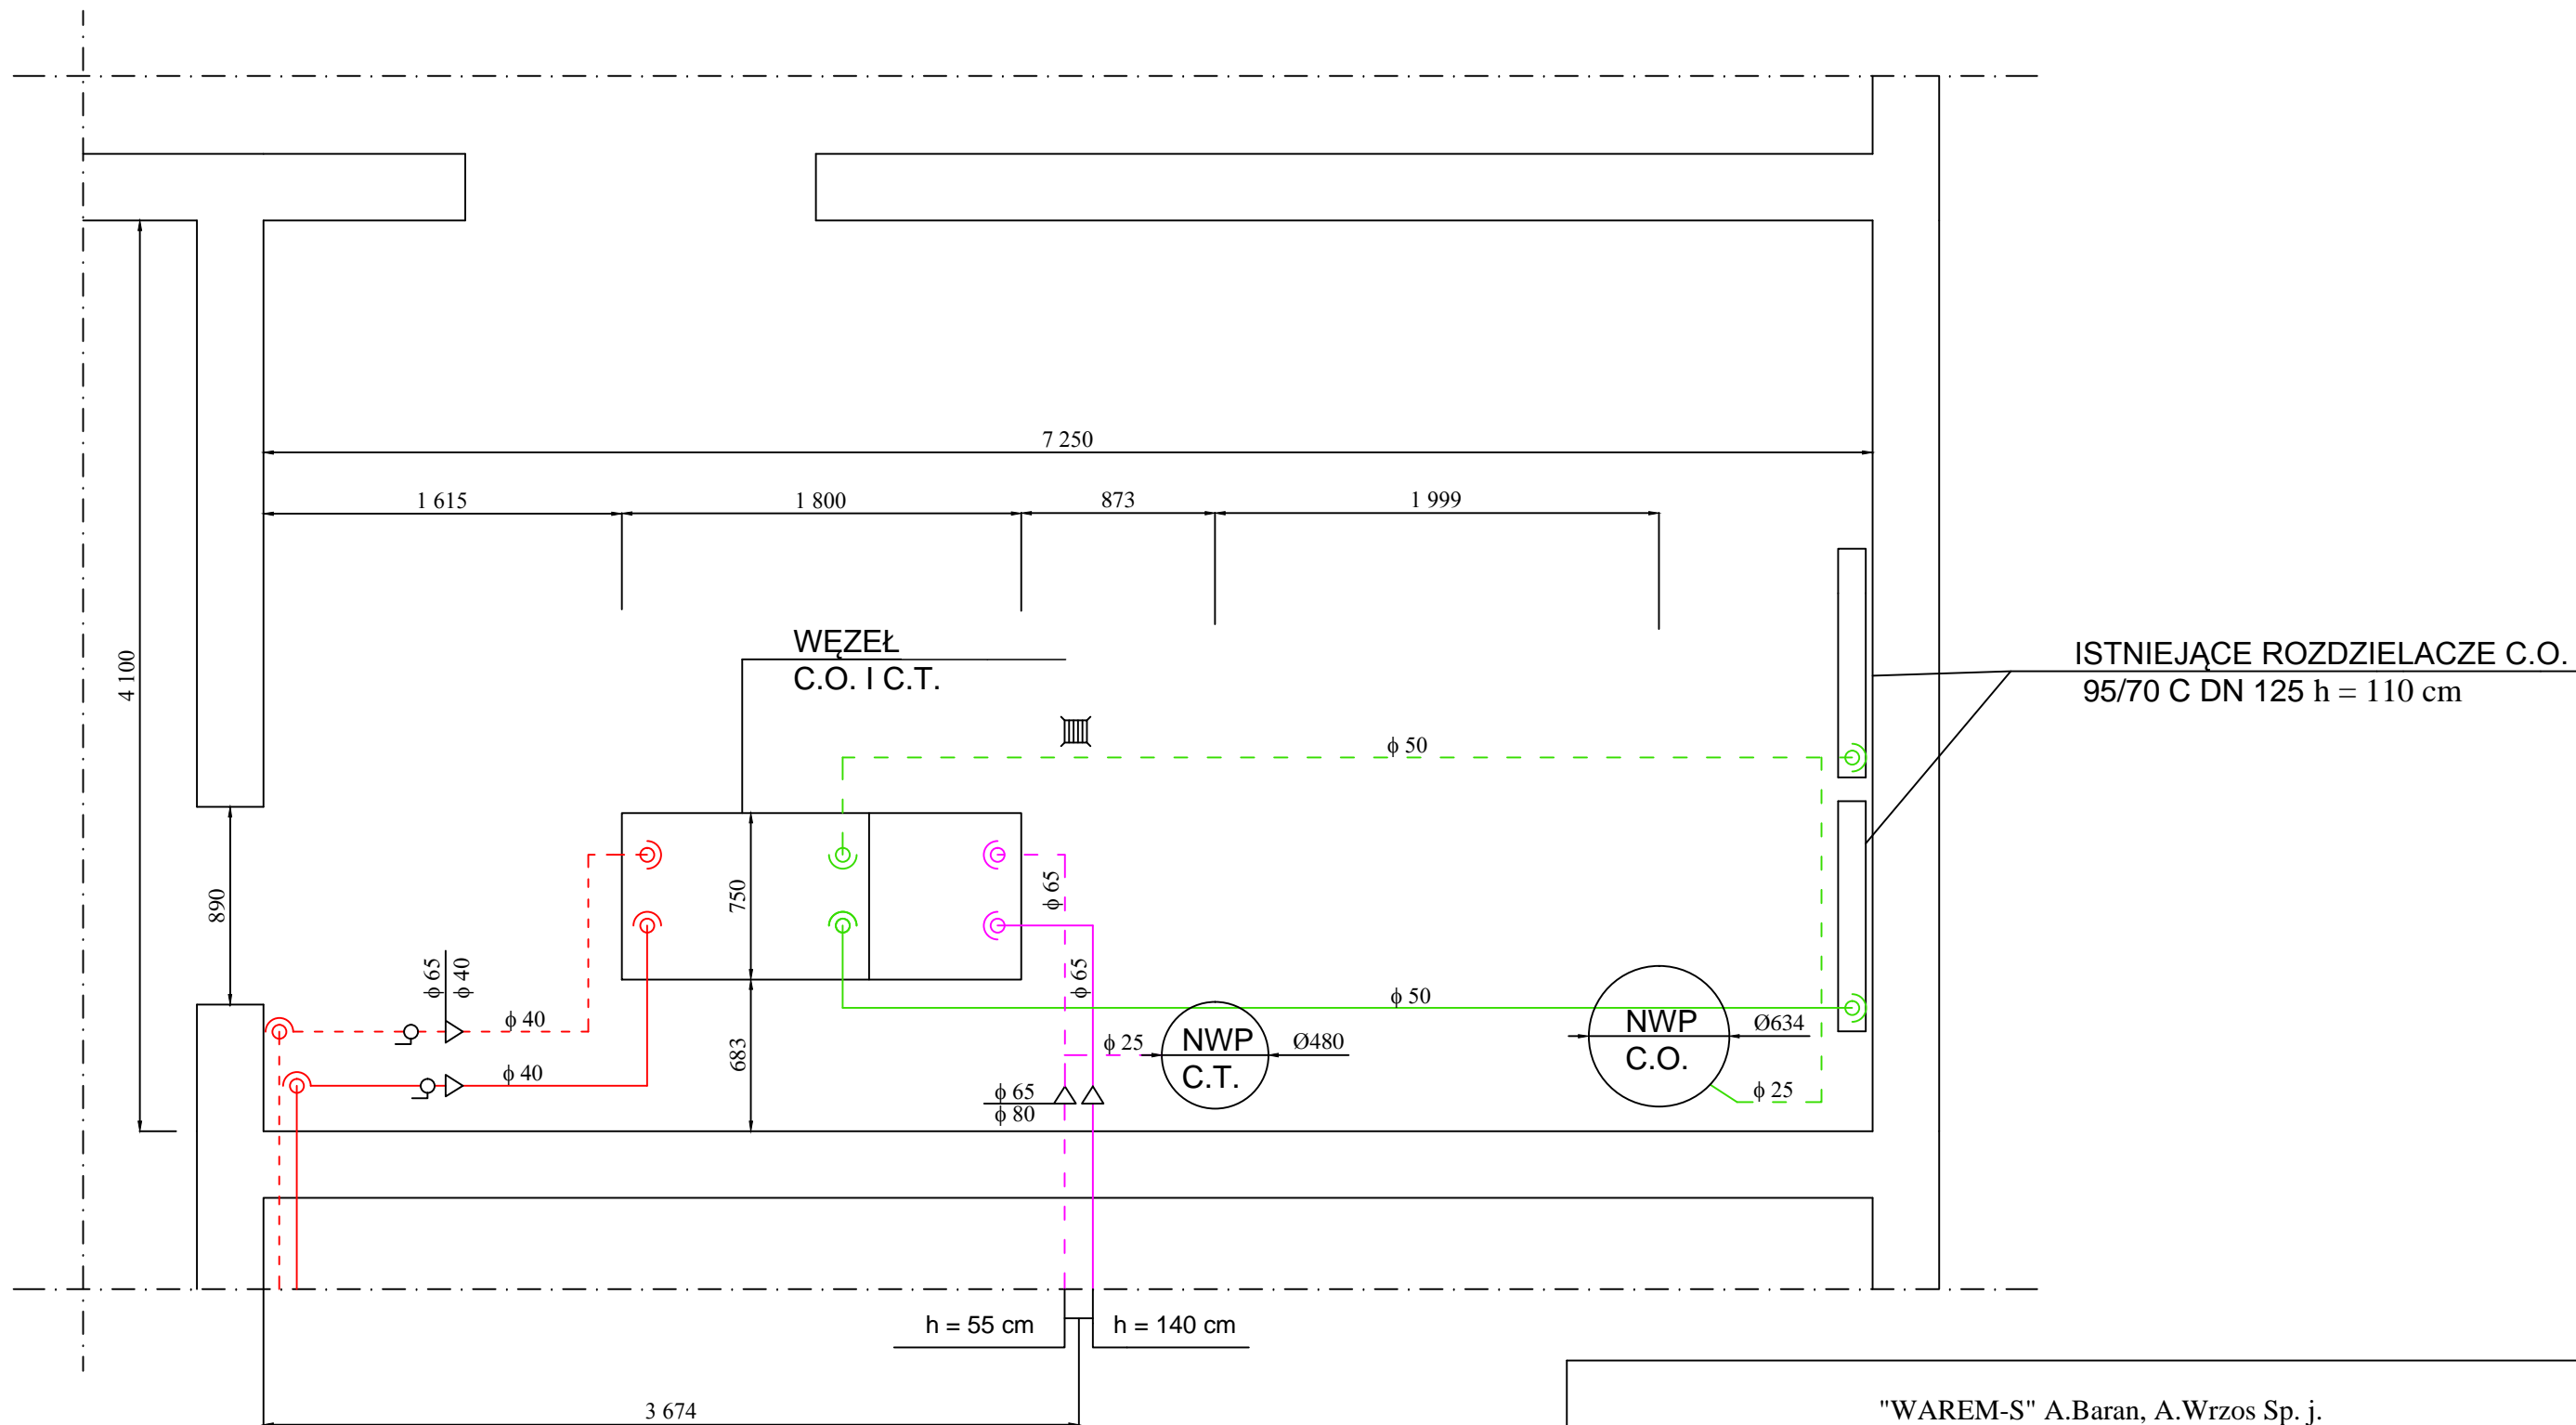 7 250
1 615
1 800
873
1 999
WĘZEŁ
C.O. I C.T.
4 100
ISTNIEJĄCE ROZDZIELACZE C.O.
95/70 C DN 125 h = 110 cm
ϕ 50
890
750
ϕ 65
ϕ 65
ϕ 40
ϕ 40
ϕ 65
ϕ 50
683
ϕ 25
NWP
C.T.
Ø480
NWP
C.O.
Ø634
ϕ 40
ϕ 65
ϕ 80
ϕ 25
h = 55 cm
h = 140 cm
3 674
"WAREM-S" A.Baran, A.Wrzos Sp. j.